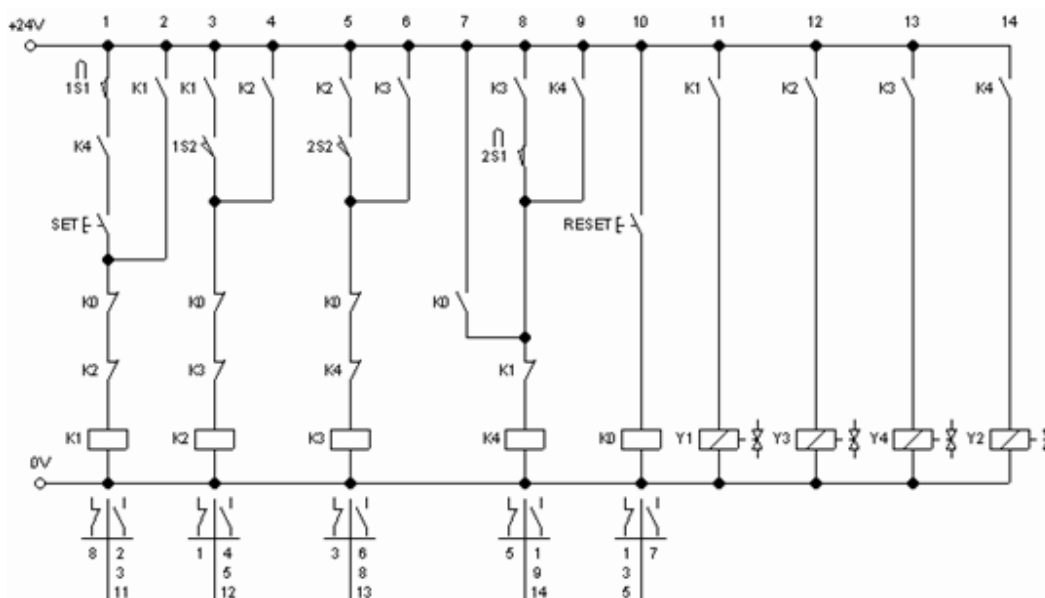 1 2 3 4 5 6 7 8 9 10 11 12 13 14
+24V
1S1 K1 K1 K2 K2 K3 K3 K4 K1 K2 K3 K4
K4 1S2 2S2 2S1
SET RESET
K0 K0 K0 K0
K2 K3 K4 K1
K1 K2 K3 K4 K0 Y1 Y3 Y4 Y2
0V
8 2 1 4 3 6 5 1 1 7
3 5 8 9 3
11 12 13 14 5